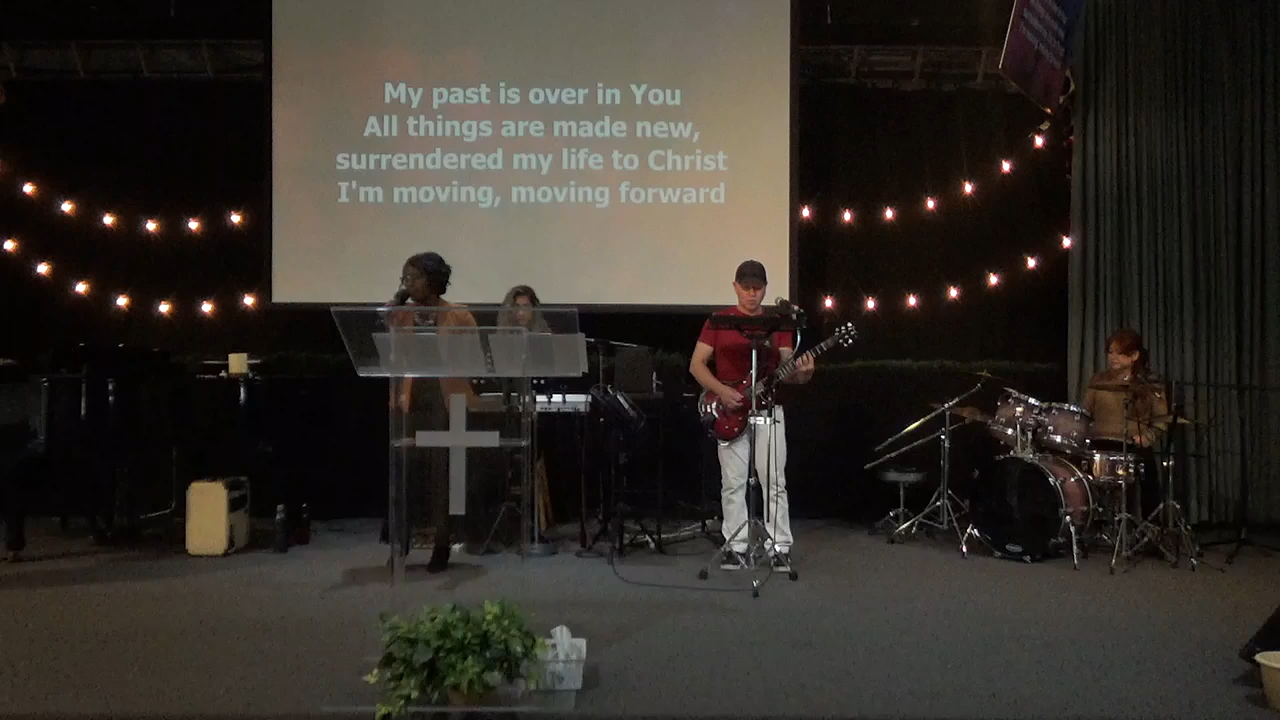 My past is over in You
All things are made new,
surrendered my life to Christ
I'm moving, moving forward